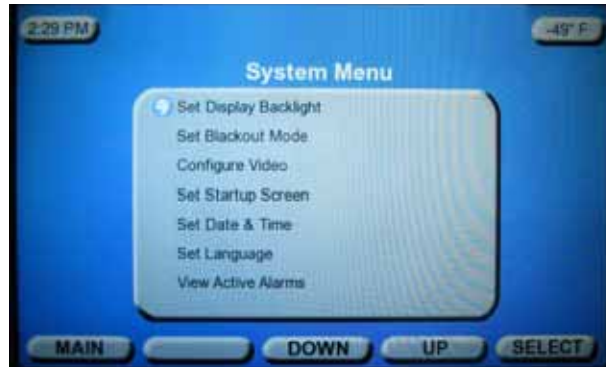 2:29 PM
-49° F
System Menu
Set Display Backlight
Set Blackout Mode
Configure Video
Set Startup Screen
Set Date & Time
Set Language
View Active Alarms
MAIN
DOWN
UP
SELECT